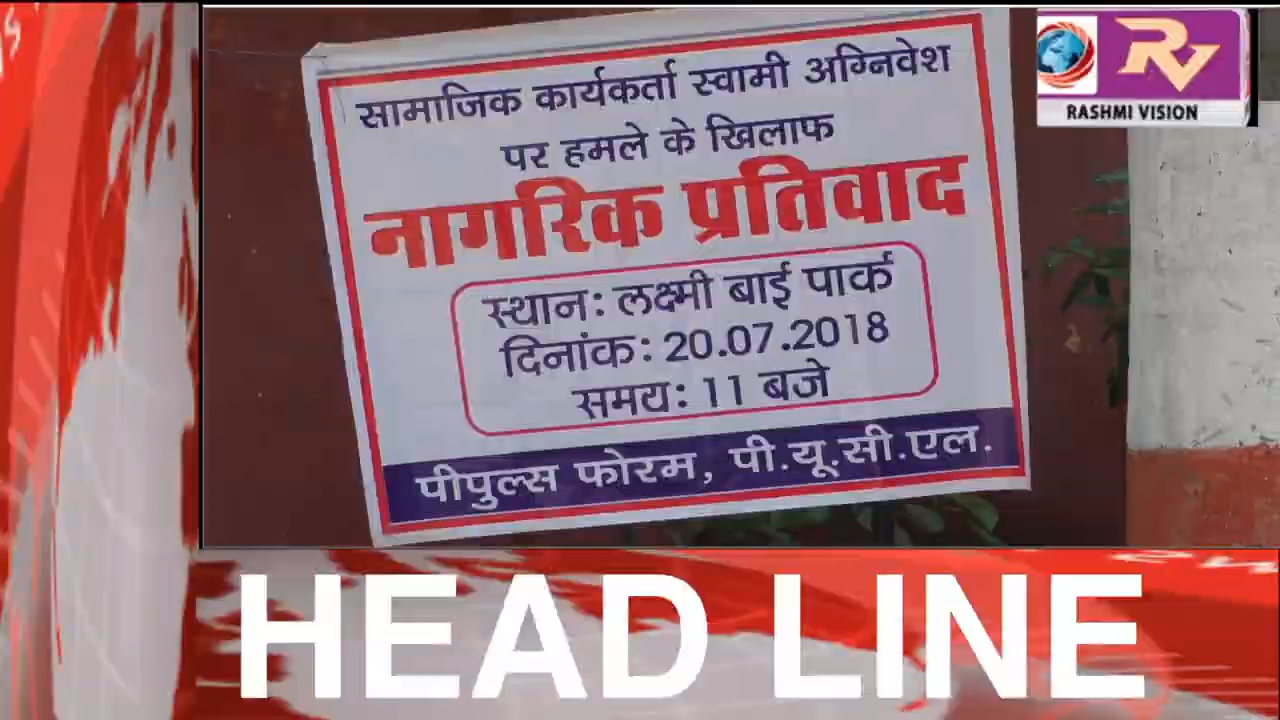 सामाजिक कार्यकर्ता स्वामी अग्निवेश
पर हमले के खिलाफ
नागरिक प्रतिवाद
स्थान: लक्ष्मी बाई पार्क
दिनांक: 20.07.2018
समय: 11 बजे
पीपुल्स फोरम, पी.यू.सी.एल.
RV
RASHMI VISION
HEAD LINE